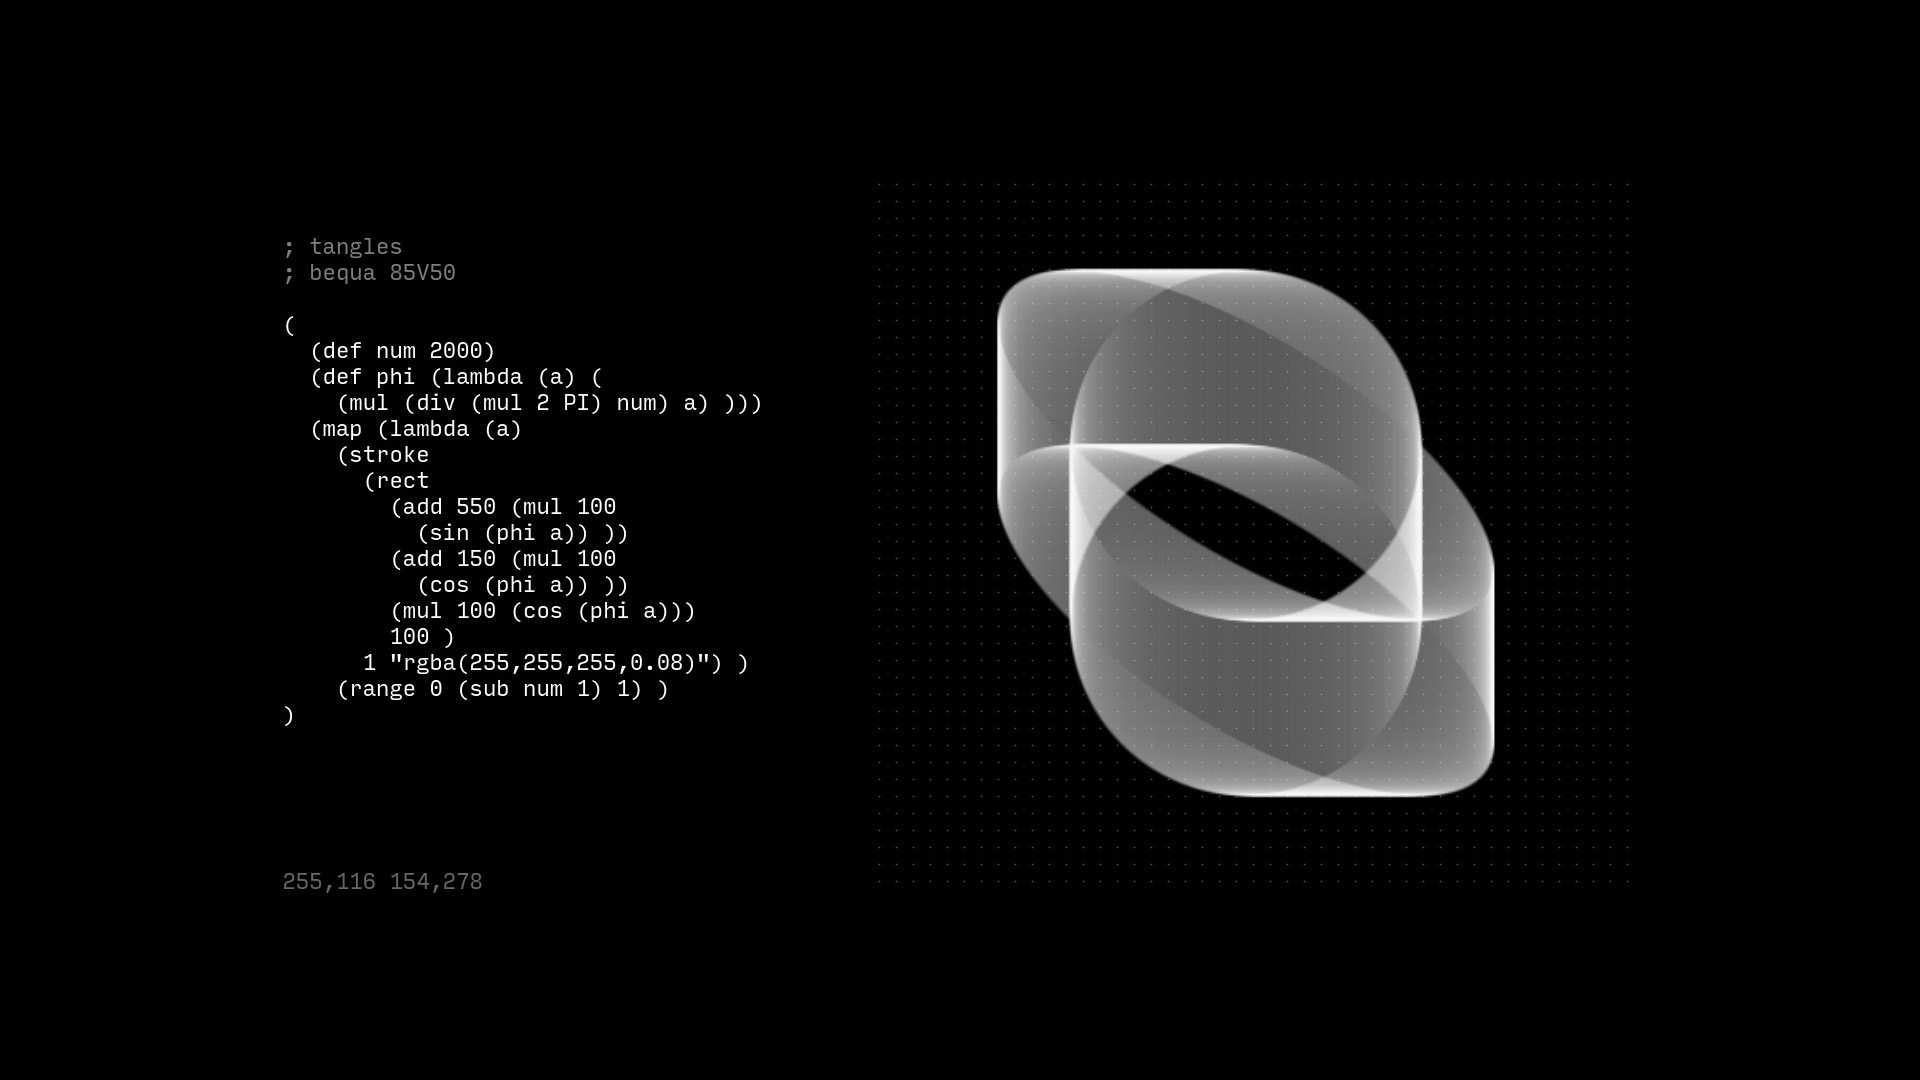 ; tangles
; bequa 85V50
(
(def num 2000)
(def phi (lambda (a) (
(mul (div (mul 2 PI) num) a) )))
(map (lambda (a)
(stroke
(rect
(add 550 (mul 100
(sin (phi a)) ))
(add 150 (mul 100
(cos (phi a)) ))
(mul 100 (cos (phi a)))
100 )
1 "rgba(255,255,255,0.08)") )
(range 0 (sub num 1) 1) )
)
255,116 154,278